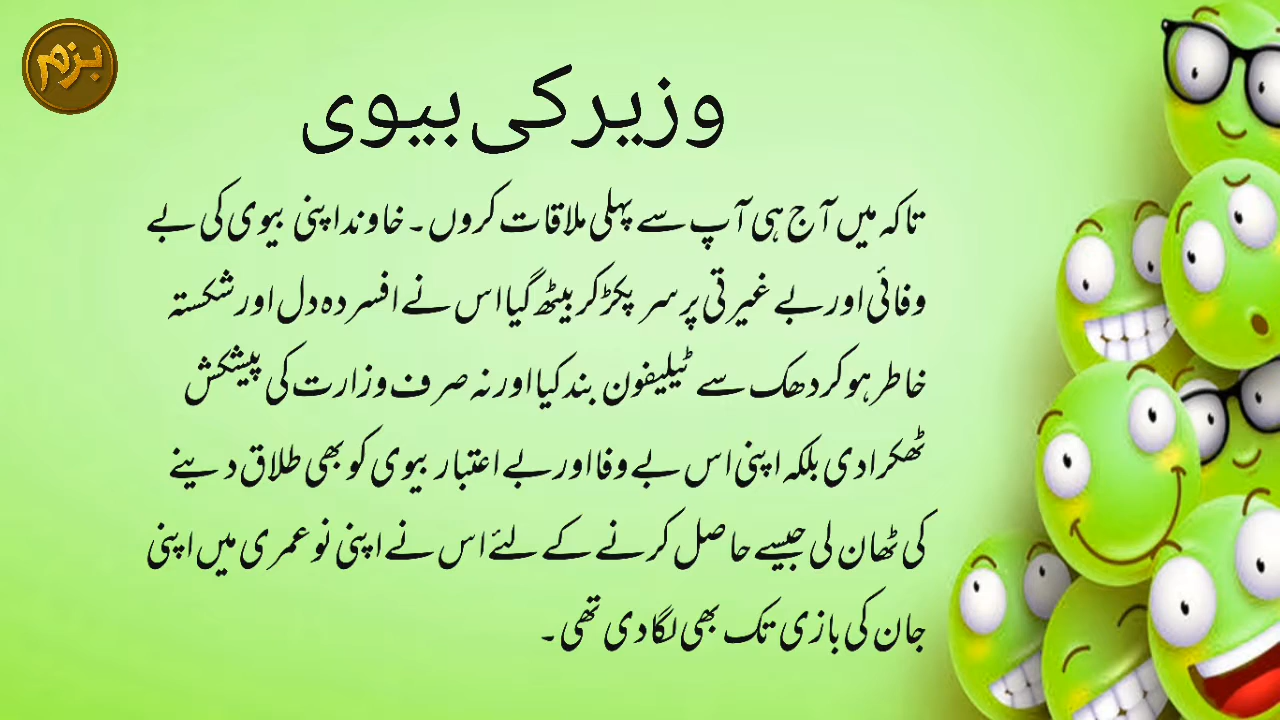 بزم
وزیر کی بیوی
تاکہ میں آج ہی آپ سے پہلی ملاقات کروں۔ خاوند اپنی بیوی کی بے
وفائی اور بے غیرتی پر سر پکڑ کر بیٹھ گیا اس نے افسردہ دل اور شکستہ
خاطر ہو کر دھک سے ٹیلیفون بند کیا اور نہ صرف وزارت کی پیشکش
ٹھکرا دی بلکہ اپنی اس بے وفا اور بے اعتبار بیوی کو بھی طلاق دینے
کی ٹھان لی جیسے حاصل کرنے کے لئے اس نے اپنی نو عمری میں اپنی
جان کی بازی تک بھی لگا دی تھی۔